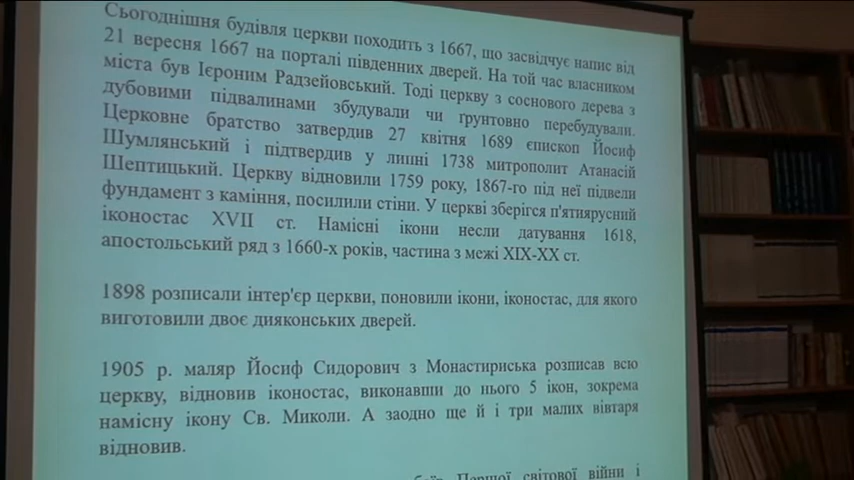 Сьогоднішня будівля церкви походить з 1667, що засвідчує напис від
21 вересня 1667 на порталі південних дверей. На той час власником
міста був Ієроним Радзейовський. Тоді церкву з соснового дерева з
дубовими підвалинами збудували чи ґрунтовно перебудували.
Церковне братство затвердив 27 квітня 1689 єпископ Йосиф
Шумлянський і підтвердив у липні 1738 митрополит Атанасій
Шептицький. Церкву відновили 1759 року, 1867-го під неї підвели
фундамент з каміння, посилили стіни. У церкві зберігся п'ятиярусний
іконостас XVII ст. Намісні ікони несли датування 1618,
апостольський ряд з 1660-х років, частина з межі XIX-XX ст.
1898 розписали інтер'єр церкви, поновили ікони, іконостас, для якого
виготовили двоє дияконських дверей.
1905 р. маляр Йосиф Сидорович з Монастириська розписав всю
церкву, відновив іконостас, виконавши до нього 5 ікон, зокрема
намісну ікону Св. Миколи. А заодно ще й і три малих вівтаря
відновив.
Першої світової війни і